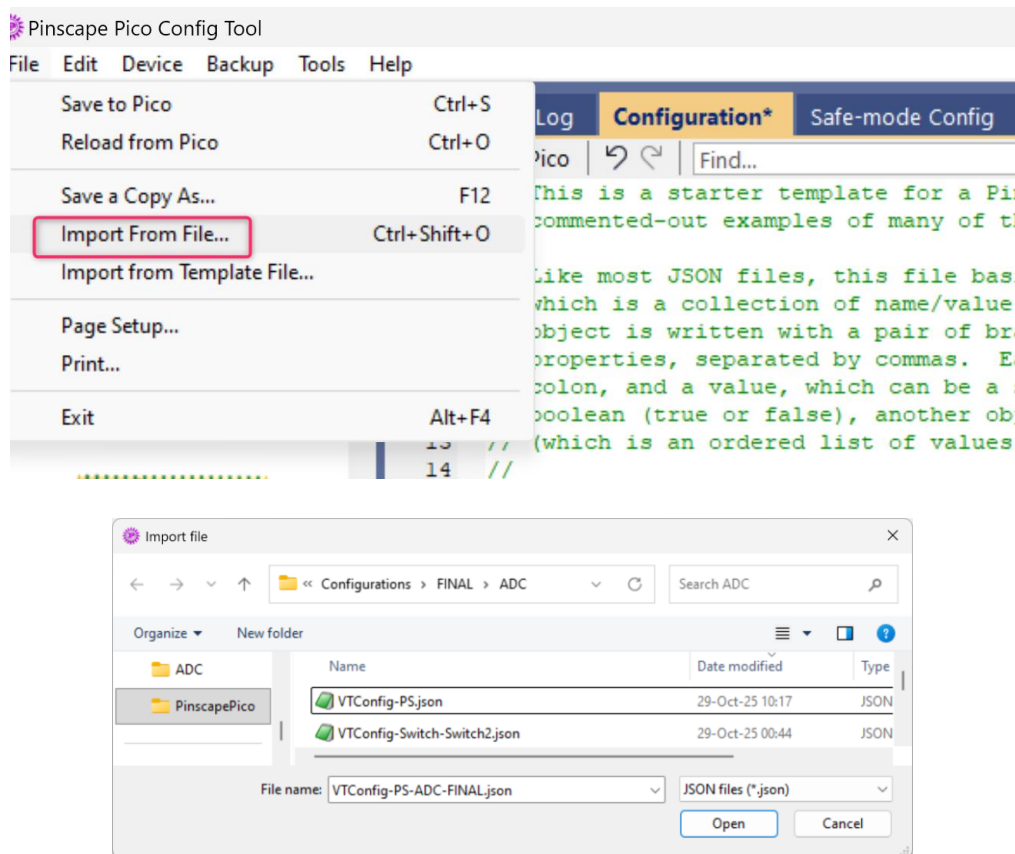 Pinscape Pico Config Tool
File Edit Device Backup Tools Help
Save to Pico Ctrl+S
Reload from Pico Ctrl+O
Save a Copy As... F12
Import From File... Ctrl+Shift+O
Import from Template File...
Page Setup...
Print...
Exit Alt+F4
Log Configuration* Safe-mode Config
Pico Find...
This is a starter template for a
commented-out examples of many of
Like most JSON files, this file
which is a collection of name/value
object is written with a pair of
properties, separated by commas.
colon, and a value, which can be a
boolean (true or false), another
13 // (which is an ordered list of values
14 //
Import file
« Configurations › FINAL › ADC Search ADC
Organize New folder
ADC
PinscapePico
Name Date modified Type
VTConfig-PS.json 29-Oct-25 10:17 JSON
VTConfig-Switch-Switch2.json 29-Oct-25 00:44 JSON
File name: VTConfig-PS-ADC-FINAL.json JSON files (*.json)
Open Cancel